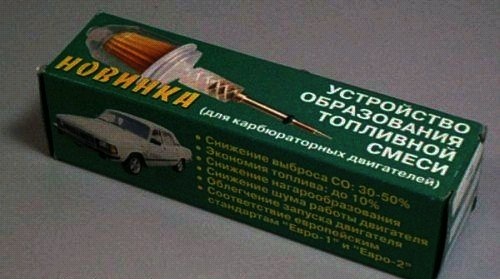 НОВИНКА
УСТРОЙСТВО
ОБРАЗОВАНИЯ
ТОПЛИВНОЙ
СМЕСИ
(для карбюраторных двигателей)
• Снижение выброса СО: 30-50%
• Экономия топлива: до 10%
• Снижение нагарообразования
• Снижение шума работы двигателя
• Облегчение запуска двигателя
• Соответствие европейским
стандартам "Евро-1" и "Евро-2"